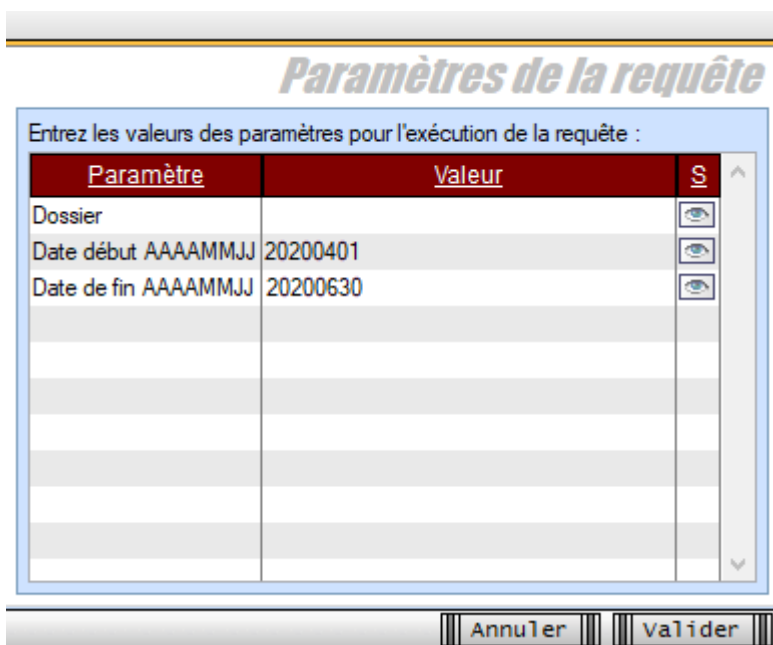 Paramètres de la requête
Entrez les valeurs des paramètres pour l'exécution de la requête :
Paramètre Valeur S
Dossier
Date début AAAAMMJJ 20200401
Date de fin AAAAMMJJ 20200630
Annuler Valider